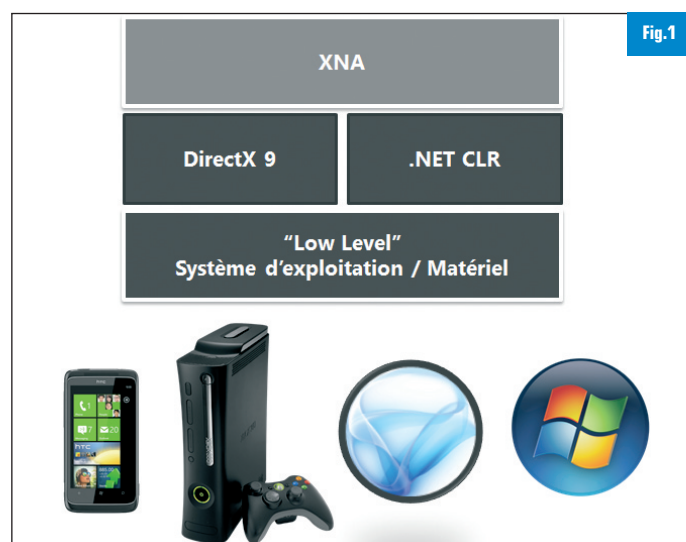 Fig.1
XNA
DirectX 9
.NET CLR
“Low Level”
Système d'exploitation / Matériel